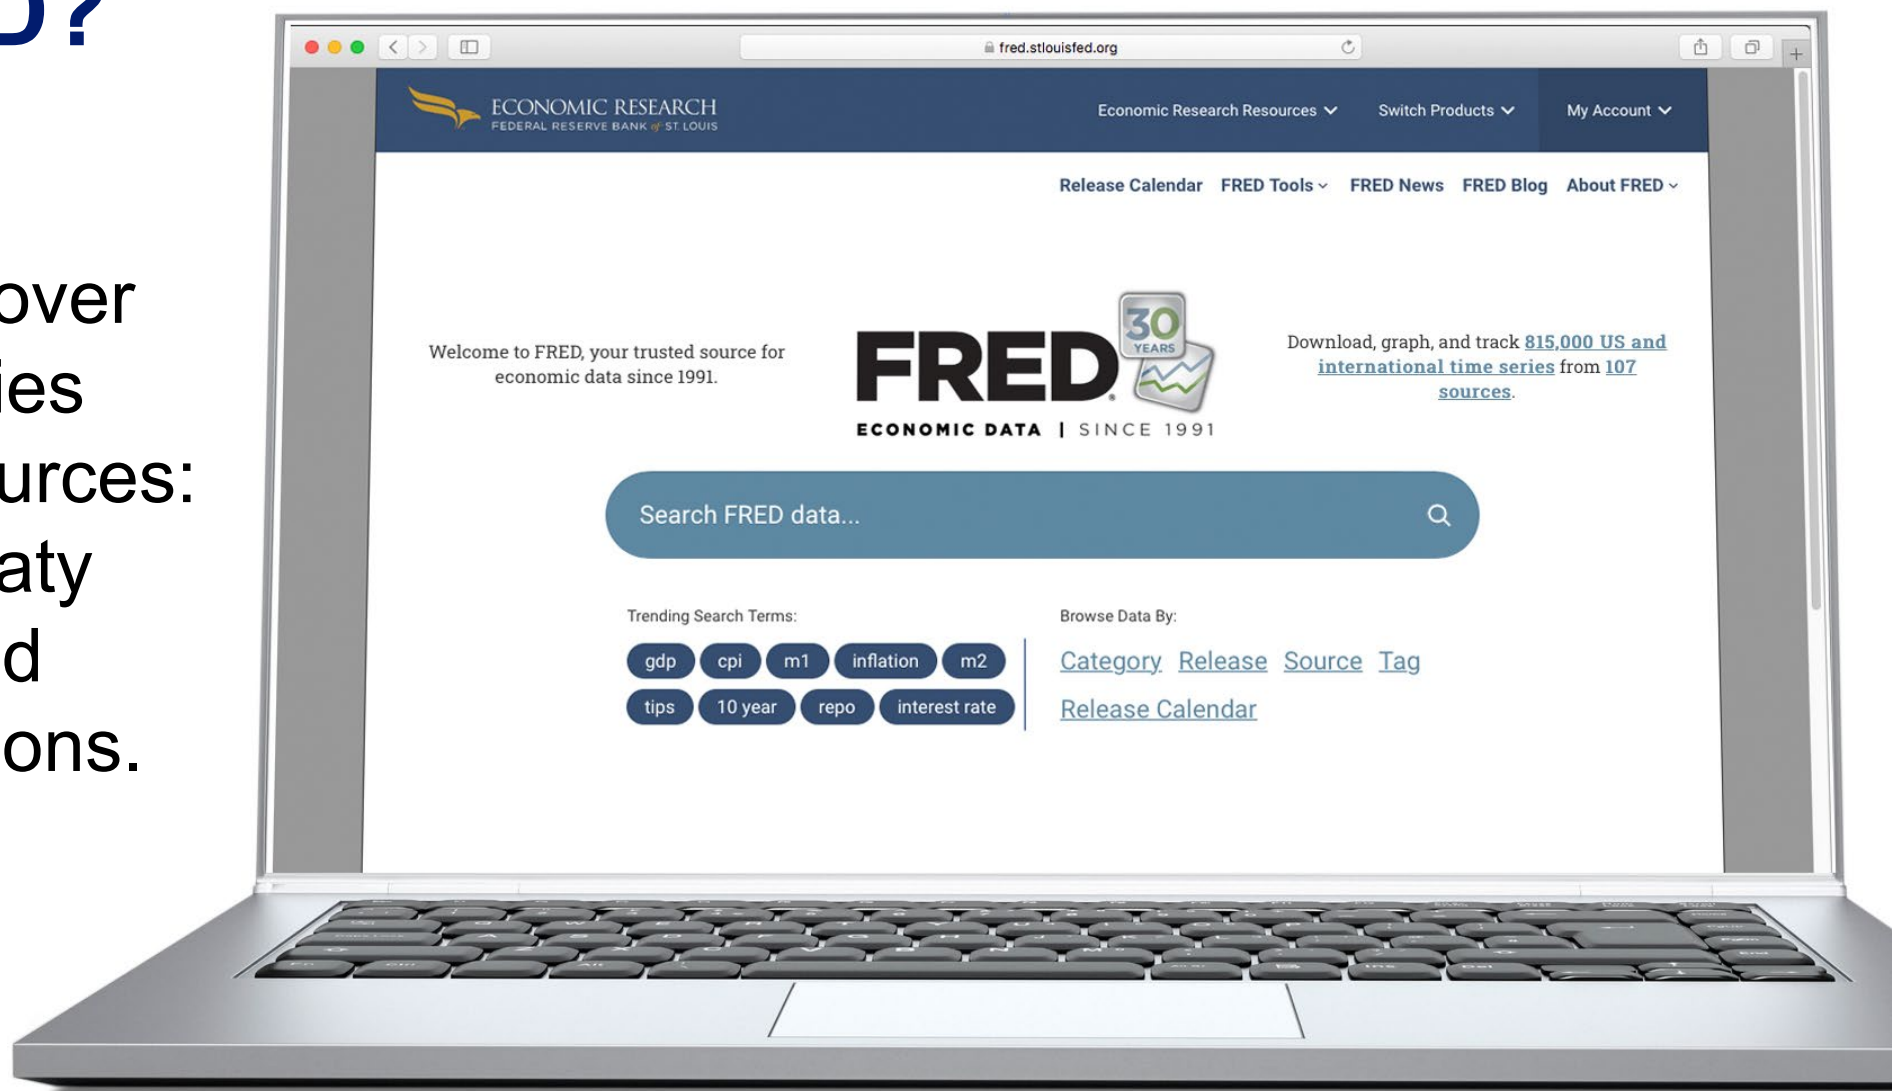 D?
over
ies
urces:
aty
d
ons.
fred.stlouisfed.org
ECONOMIC RESEARCH
FEDERAL RESERVE BANK of ST. LOUIS
Economic Research Resources
Switch Products
My Account
Release Calendar FRED Tools FRED News FRED Blog About FRED
Welcome to FRED, your trusted source for
economic data since 1991.
FRED®
30
YEARS
ECONOMIC DATA | SINCE 1991
Download, graph, and track 815,000 US and
international time series from 107
sources.
Search FRED data...
Trending Search Terms:
gdp cpi m1 inflation m2
tips 10 year repo interest rate
Browse Data By:
Category Release Source Tag
Release Calendar